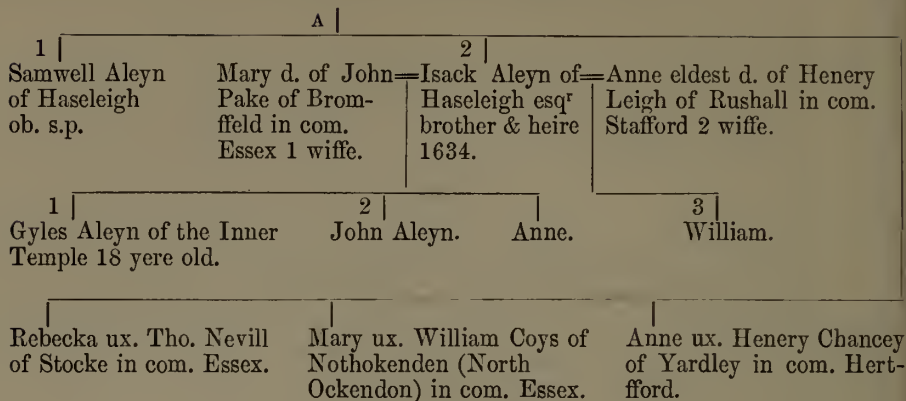 A
1
2
Samwell Aleyn
of Haseleigh
ob. s.p.
Mary d. of John
Pake of Brom-
ffeld in com.
Essex 1 wiffe.
Isack Aleyn of
Haseleigh esqʳ
brother & heire
1634.
Anne eldest d. of Henery
Leigh of Rushall in com.
Stafford 2 wiffe.
1
Gyles Aleyn of the Inner
Temple 18 yere old.
2
John Aleyn.
Anne.
3
William.
Rebecka ux. Tho. Nevill
of Stocke in com. Essex.
Mary ux. William Coys of
Nothokenden (North
Ockendon) in com. Essex.
Anne ux. Henery Chancey
of Yardley in com. Hert-
fford.